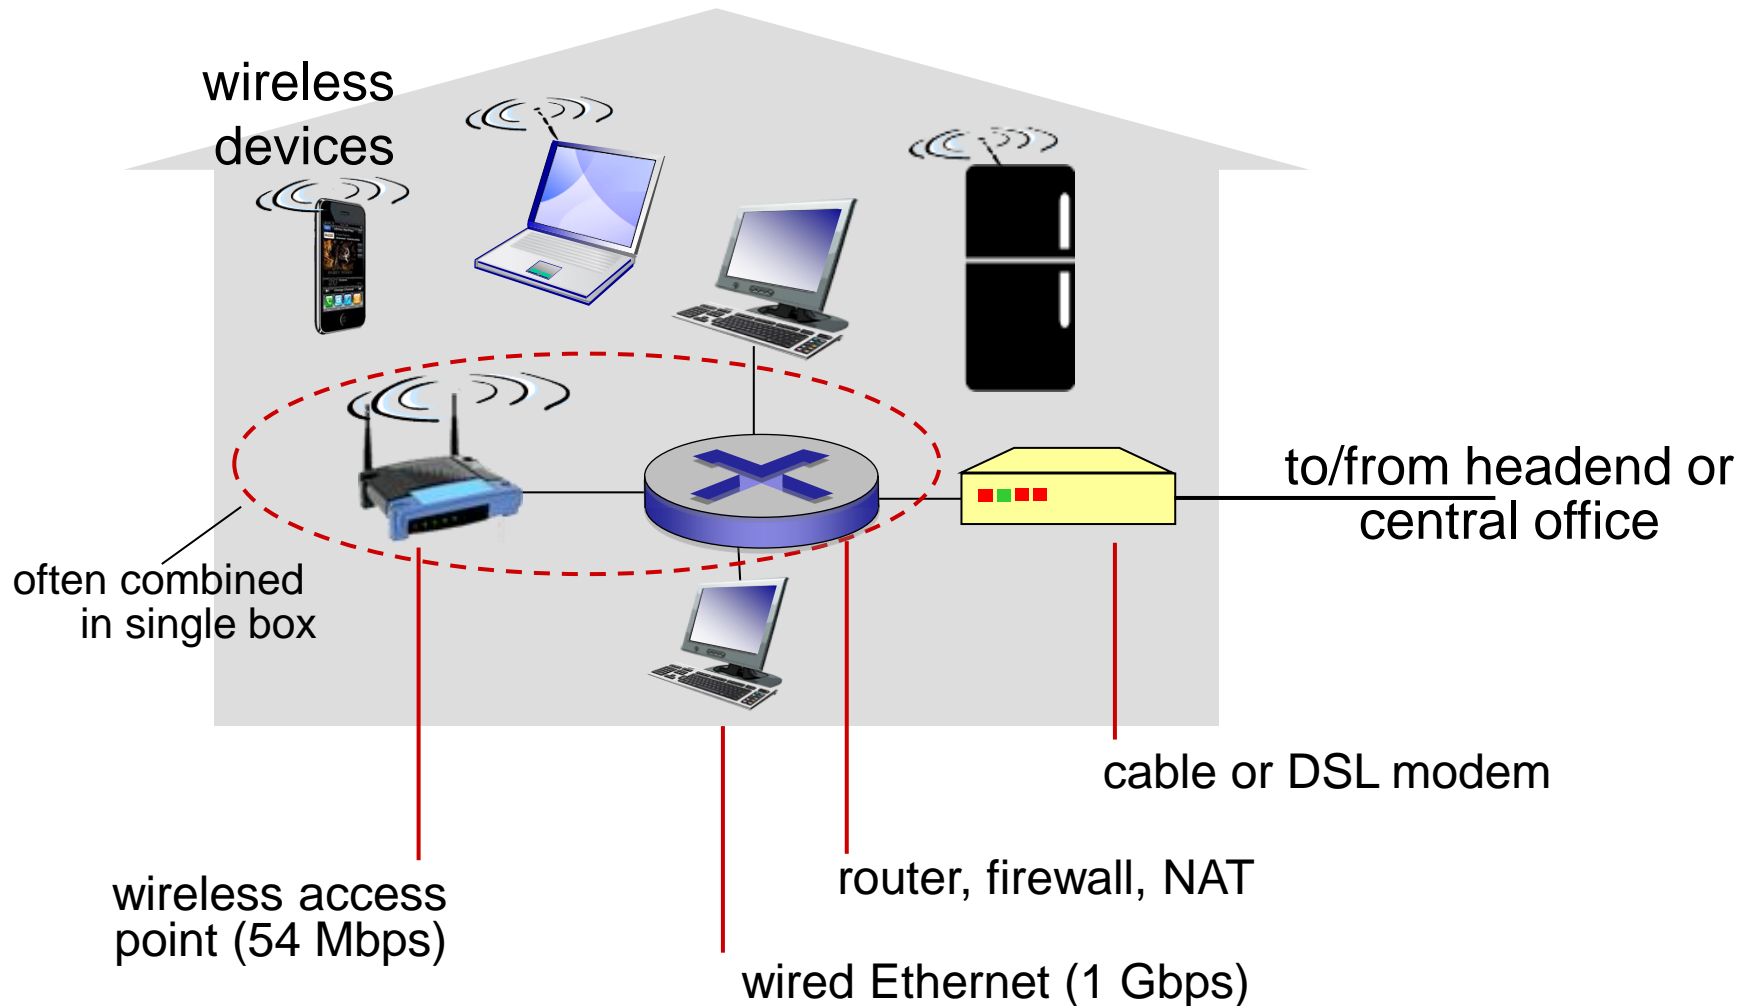 wireless
devices
to/from headend or
central office
often combined
in single box
cable or DSL modem
router, firewall, NAT
wireless access
point (54 Mbps)
wired Ethernet (1 Gbps)